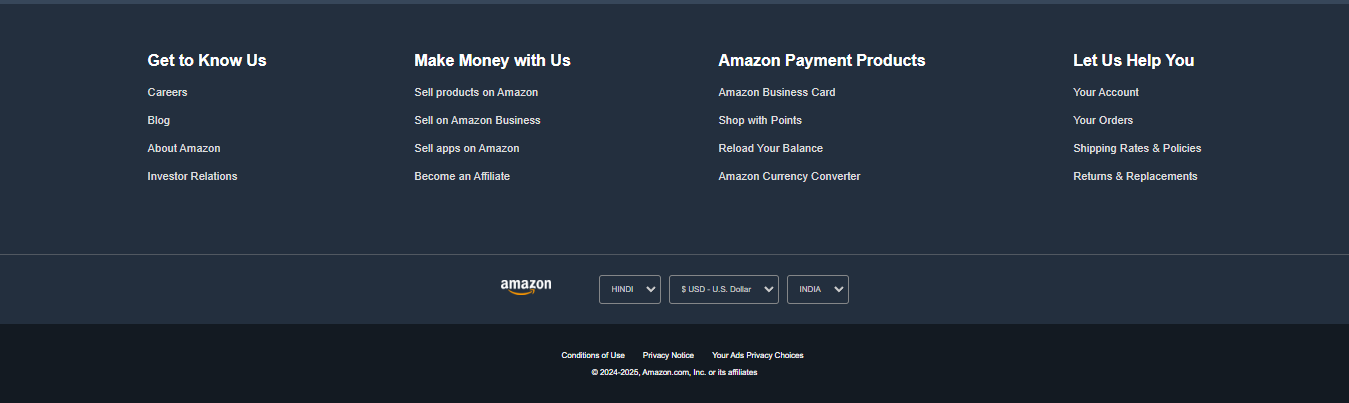 Get to Know Us
Careers
Blog
About Amazon
Investor Relations
Make Money with Us
Sell products on Amazon
Sell on Amazon Business
Sell apps on Amazon
Become an Affiliate
Amazon Payment Products
Amazon Business Card
Shop with Points
Reload Your Balance
Amazon Currency Converter
Let Us Help You
Your Account
Your Orders
Shipping Rates & Policies
Returns & Replacements
amazon
HINDI
$ USD - U.S. Dollar
INDIA
Conditions of Use Privacy Notice Your Ads Privacy Choices
© 2024-2025, Amazon.com, Inc. or its affiliates